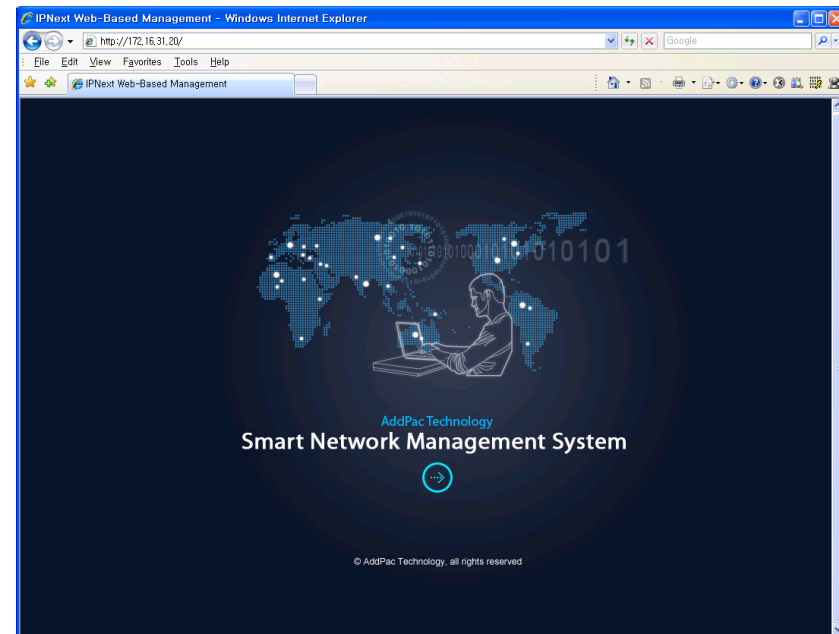 IPNext Web-Based Management - Windows Internet Explorer
http://172.16.31.20/
Google
File Edit View Favorites Tools Help
IPNext Web-Based Management
AddPac Technology
Smart Network Management System
© AddPac Technology, all rights reserved